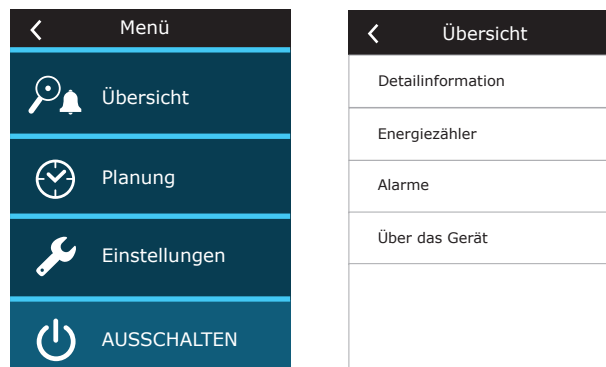 Menü
Übersicht
Planung
Einstellungen
AUSSCHALTEN
Übersicht
Detailinformation
Energiezähler
Alarme
Über das Gerät